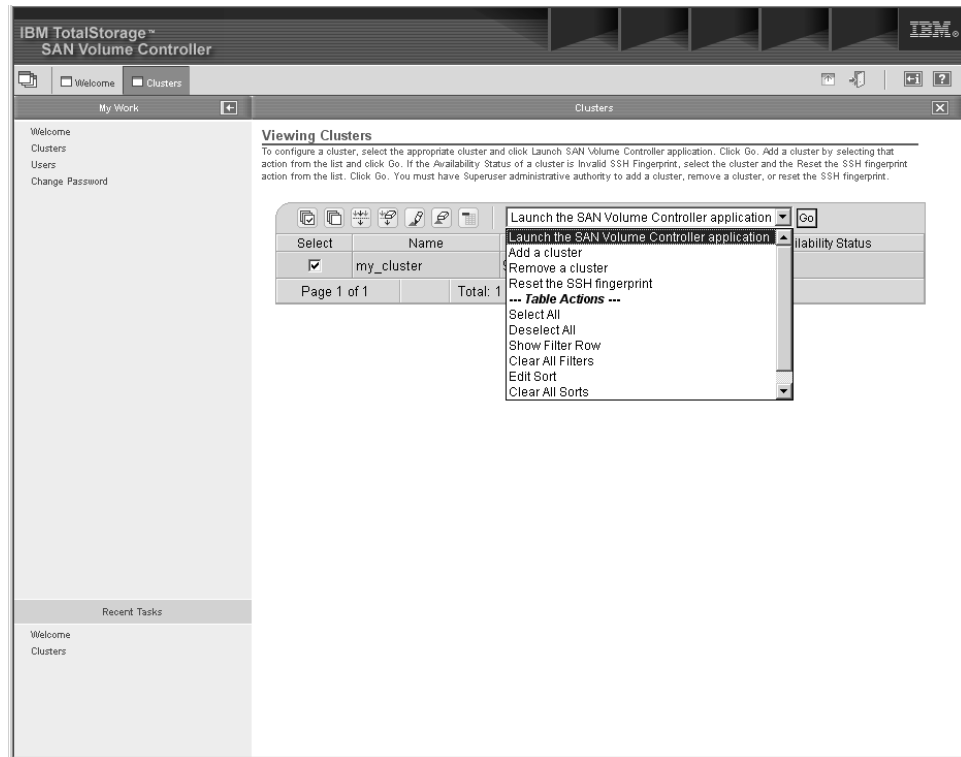 IBM TotalStorage™
SAN Volume Controller
IBM®
Welcome
Clusters
My Work
Clusters
Welcome
Clusters
Users
Change Password
Viewing Clusters
To configure a cluster, select the appropriate cluster and click Launch SAN Volume Controller application. Click Go. Add a cluster by selecting that
action from the list and click Go. If the Availability Status of a cluster is Invalid SSH Fingerprint, select the cluster and the Reset the SSH fingerprint
action from the list. Click Go. You must have Superuser administrative authority to add a cluster, remove a cluster, or reset the SSH fingerprint.
Launch the SAN Volume Controller application
Go
Select
Name
ilability Status
my_cluster
Page 1 of 1
Total: 1
Launch the SAN Volume Controller application
Add a cluster
Remove a cluster
Reset the SSH fingerprint
--- Table Actions ---
Select All
Deselect All
Show Filter Row
Clear All Filters
Edit Sort
Clear All Sorts
Recent Tasks
Welcome
Clusters